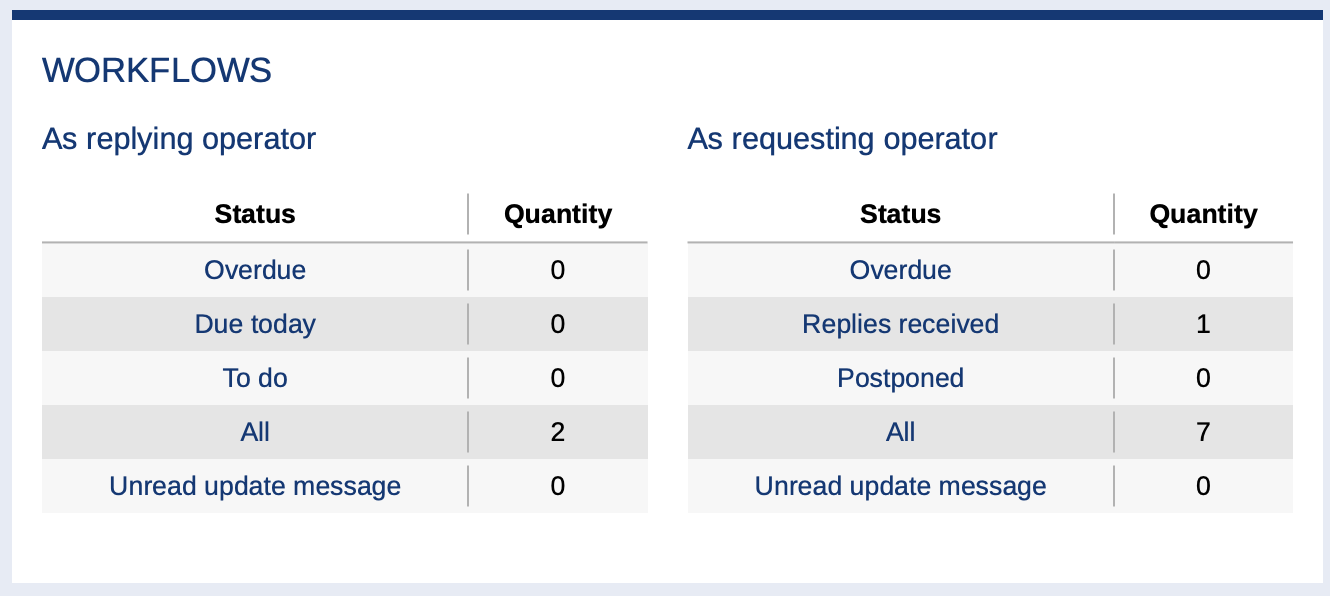 WORKFLOWS
As replying operator
Status Quantity
Overdue 0
Due today 0
To do 0
All 2
Unread update message 0
As requesting operator
Status Quantity
Overdue 0
Replies received 1
Postponed 0
All 7
Unread update message 0